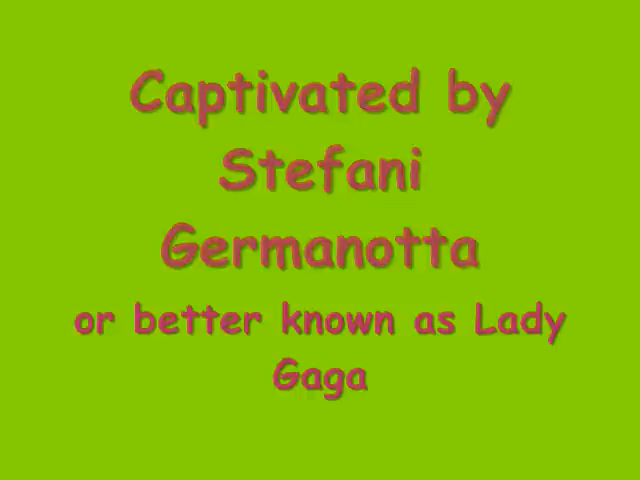 Captivated by
Stefani
Germanotta
or better known as Lady
Gaga